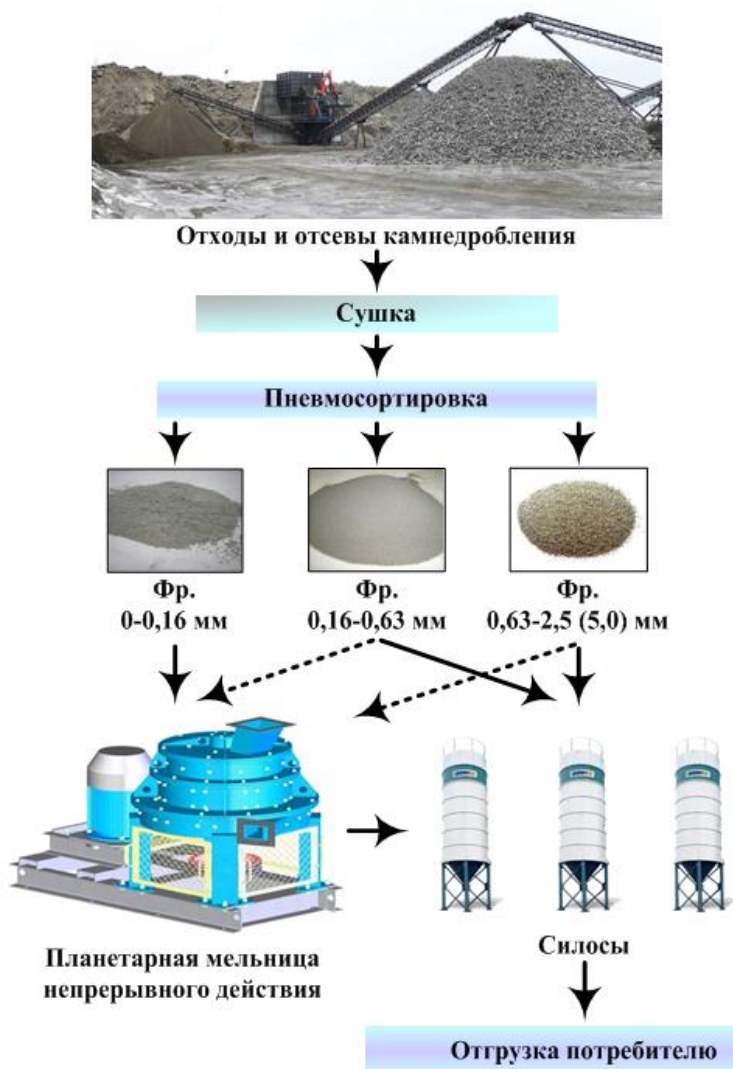 Отходы и отсевы камнедробления
Сушка
Пневмосортировка
Фр.
0-0,16 мм
Фр.
0,16-0,63 мм
Фр.
0,63-2,5 (5,0) мм
Планетарная мельница
непрерывного действия
Силосы
Отгрузка потребителю